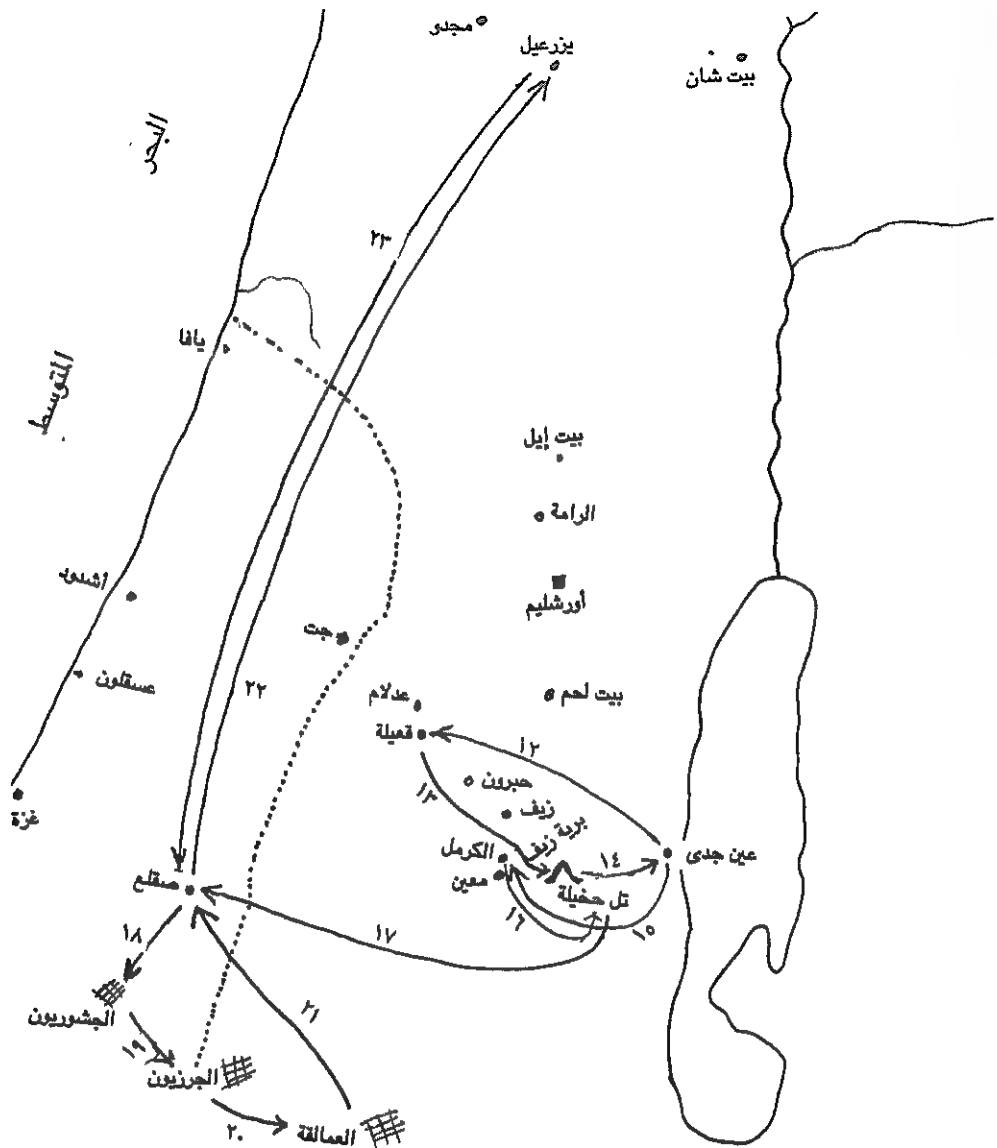 مجدو
يزرعيل
بيت شان
البحر
٢٣
المتوسط
يافا
بيت إيل
الرامة
أورشليم
أشدود
جت
عسقلون
٢٢
بيت لحم
عدلام
قعيلة
١٢
حبرون
١٣
زيف
برية زيف
غزة
الكرمل
عين جدى
١٤
معين
تل حخيلة
صقلغ
١٦
١٥
١٧
١٨
٢١
الجشوريون
١٩
الجرزيون
٢٠
العمالقة